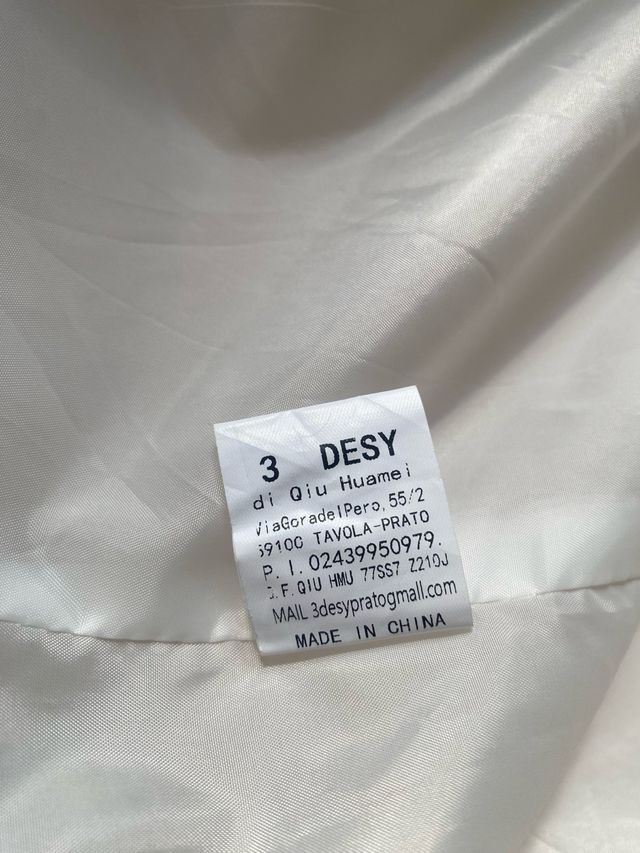 3 DESY
di Qiu Huamei
ViaGoradelPero, 55/2
59100 TAVOLA-PRATO
P. I. 02439950979.
C.F. QIU HMU 77SS7 Z210J
MAIL 3desypratogmall.com
MADE IN CHINA